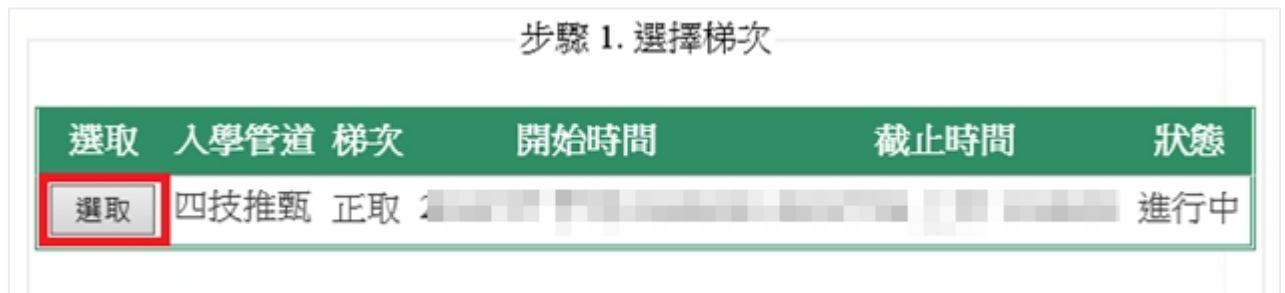 步驟 1. 選擇梯次
選取 入學管道 梯次 開始時間 截止時間 狀態
選取 四技推甄 正取 進行中